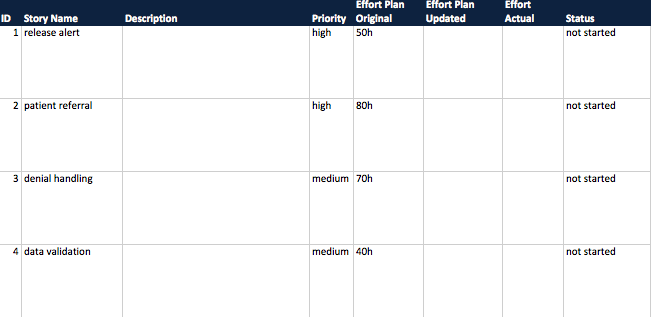 ID Story Name Description Priority Effort Plan Original Effort Plan Updated Effort Actual Status
1 release alert high 50h not started
2 patient referral high 80h not started
3 denial handling medium 70h not started
4 data validation medium 40h not started